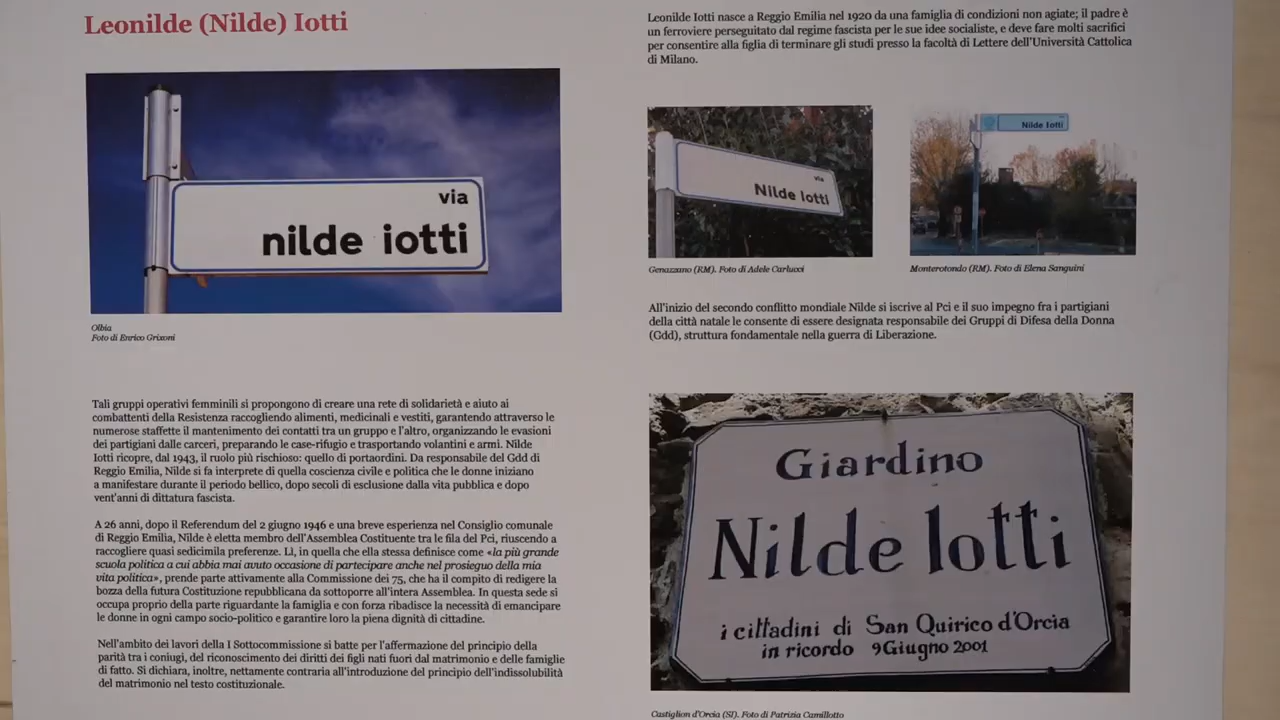 Leonilde (Nilde) Iotti
via
nilde iotti
Olbia
Foto di Enrico Grixoni
Tali gruppi operativi femminili si propongono di creare una rete di solidarietà e aiuto ai
combattenti della Resistenza raccogliendo alimenti, medicinali e vestiti, garantendo attraverso le
numerose staffette il mantenimento dei contatti tra un gruppo e l'altro, organizzando le evasioni
dei partigiani dalle carceri, preparando le case-rifugio e trasportando volantini e armi. Nilde
Iotti ricopre, dal 1943, il ruolo più rischioso: quello di portaordini. Da responsabile del Gdd di
Reggio Emilia, Nilde si fa interprete di quella coscienza civile e politica che le donne iniziano
a manifestare durante il periodo bellico, dopo secoli di esclusione dalla vita pubblica e dopo
vent'anni di dittatura fascista.
A 26 anni, dopo il Referendum del 2 giugno 1946 e una breve esperienza nel Consiglio comunale
di Reggio Emilia, Nilde è eletta membro dell'Assemblea Costituente tra le fila del Pci, riuscendo a
raccogliere quasi sedicimila preferenze. Lì, in quella che ella stessa definisce come «la più grande
scuola politica a cui abbia mai avuto occasione di partecipare anche nel prosieguo della mia
vita politica», prende parte attivamente alla Commissione dei 75, che ha il compito di redigere la
bozza della futura Costituzione repubblicana da sottoporre all'intera Assemblea. In questa sede si
occupa proprio della parte riguardante la famiglia e con forza ribadisce la necessità di emancipare
le donne in ogni campo socio-politico e garantire loro la piena dignità di cittadine.
Nell'ambito dei lavori della I Sottocommissione si batte per l'affermazione del principio della
parità tra i coniugi, del riconoscimento dei diritti dei figli nati fuori dal matrimonio e delle famiglie
di fatto. Si dichiara, inoltre, nettamente contraria all'introduzione del principio dell'indissolubilità
del matrimonio nel testo costituzionale.
Leonilde Iotti nasce a Reggio Emilia nel 1920 da una famiglia di condizioni non agiate; il padre è
un ferroviere perseguitato dal regime fascista per le sue idee socialiste, e deve fare molti sacrifici
per consentire alla figlia di terminare gli studi presso la facoltà di Lettere dell'Università Cattolica
di Milano.
via
Nilde Iotti
Nilde Iotti
Genazzano (RM). Foto di Adele Carlucci
Monterotondo (RM). Foto di Elena Sanguini
All'inizio del secondo conflitto mondiale Nilde si iscrive al Pci e il suo impegno fra i partigiani
della città natale le consente di essere designata responsabile dei Gruppi di Difesa della Donna
(Gdd), struttura fondamentale nella guerra di Liberazione.
Giardino
Nilde Iotti
i cittadini di San Quirico d'Orcia
in ricordo 9 Giugno 2001
Castiglion d'Orcia (SI). Foto di Patrizia Camillotto